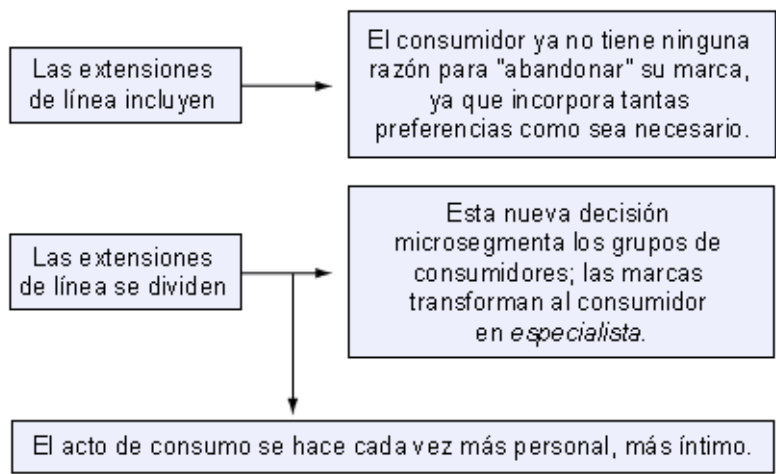 Las extensiones
de línea incluyen
El consumidor ya no tiene ninguna
razón para "abandonar" su marca,
ya que incorpora tantas
preferencias como sea necesario.
Las extensiones
de línea se dividen
Esta nueva decisión
microsegmenta los grupos de
consumidores; las marcas
transforman al consumidor
en especialista.
El acto de consumo se hace cada vez más personal, más íntimo.